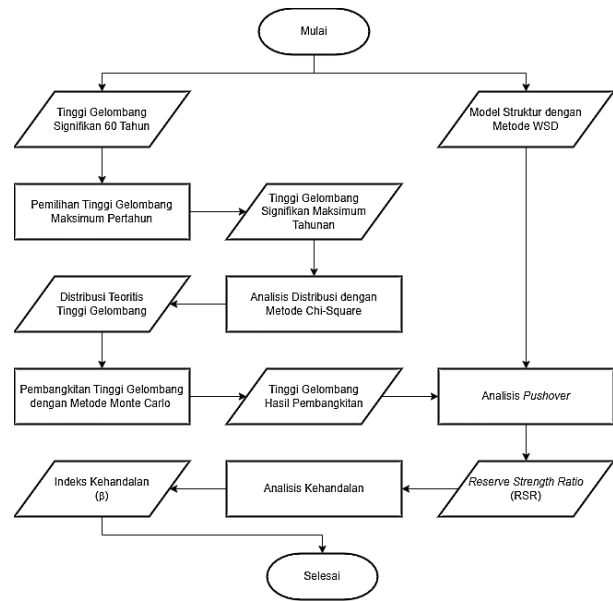 Mulai
Tinggi Gelombang
Signifikan 60 Tahun
Model Struktur dengan
Metode WSD
Pemilihan Tinggi Gelombang
Maksimum Pertahun
Tinggi Gelombang
Signifikan Maksimum
Tahunan
Distribusi Teoritis
Tinggi Gelombang
Analisis Distribusi dengan
Metode Chi-Square
Pembangkitan Tinggi Gelombang
dengan Metode Monte Carlo
Tinggi Gelombang
Hasil Pembangkitan
Analisis Pushover
Indeks Kehandalan
(β)
Analisis Kehandalan
Reserve Strength Ratio
(RSR)
Selesai